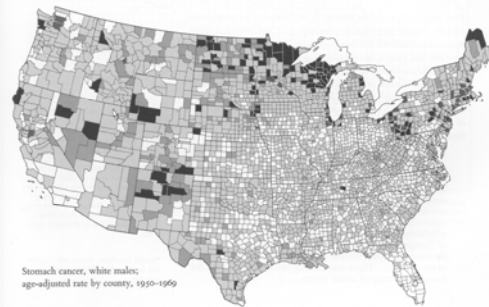 Stomach cancer, white males;
age-adjusted rate by county, 1950–1969